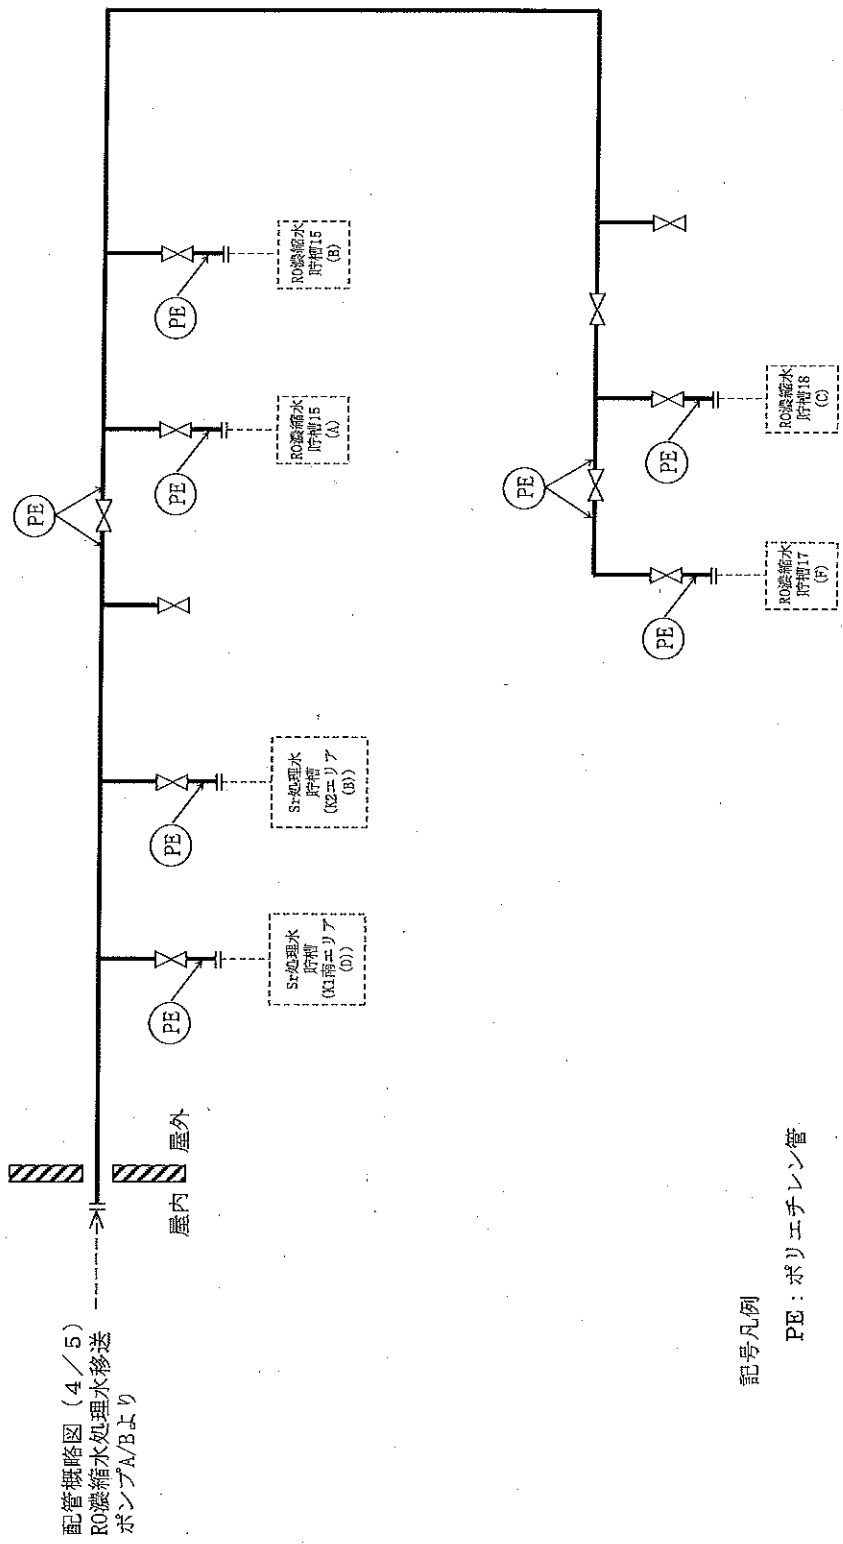 配管概略図（4／5）
RO濃縮水処理水移送
ポンプA/Bより
屋内
屋外
PE
Sr処理水
貯槽
(K1南エリア
(D))
PE
Sr処理水
貯槽
(K2エリア
(B))
PE
PE
RO濃縮水
貯槽15
(A)
PE
RO濃縮水
貯槽15
(B)
PE
PE
RO濃縮水
貯槽17
(F)
PE
RO濃縮水
貯槽18
(C)
記号凡例
PE：ポリエチレン管